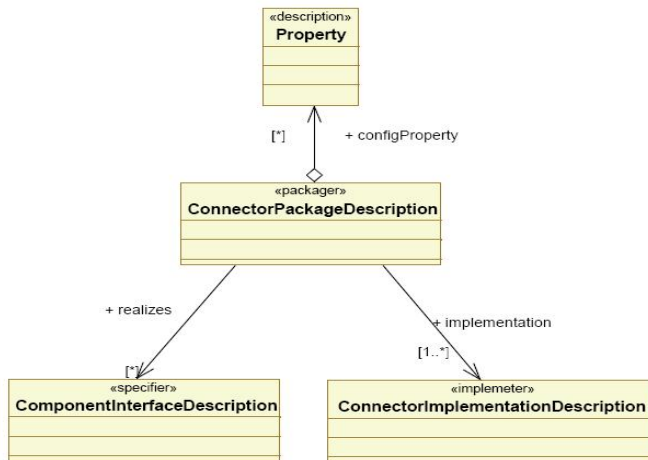 «description»
Property
[*]
+ configProperty
«packager»
ConnectorPackageDescription
+ realizes
+ implementation
[*]
[1..*]
«specifier»
ComponentInterfaceDescription
«implemeter»
ConnectorImplementationDescription